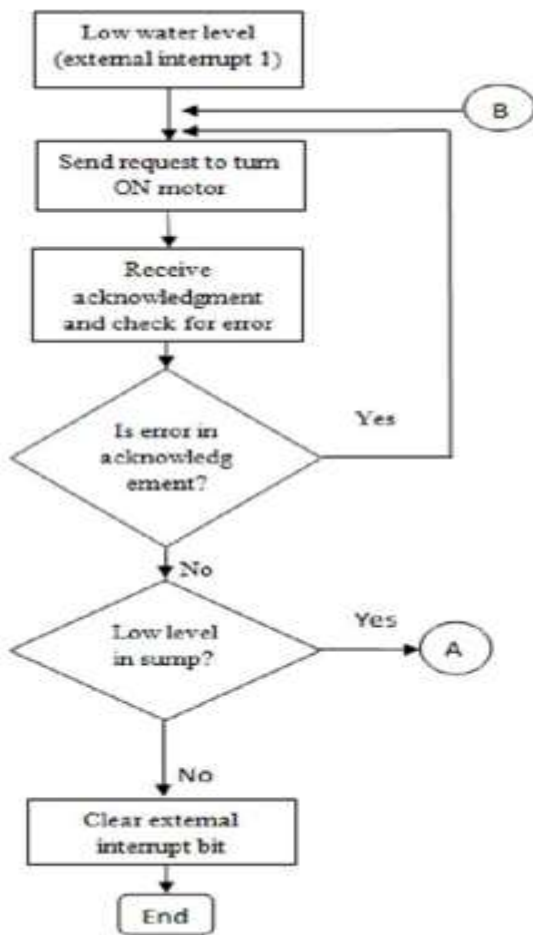 Low water level
(external interrupt 1)
B
Send request to turn
ON motor
Receive
acknowledgment
and check for error
Is error in
acknowledg
ement?
Yes
No
Low level
in sump?
Yes
A
No
Clear external
interrupt bit
End